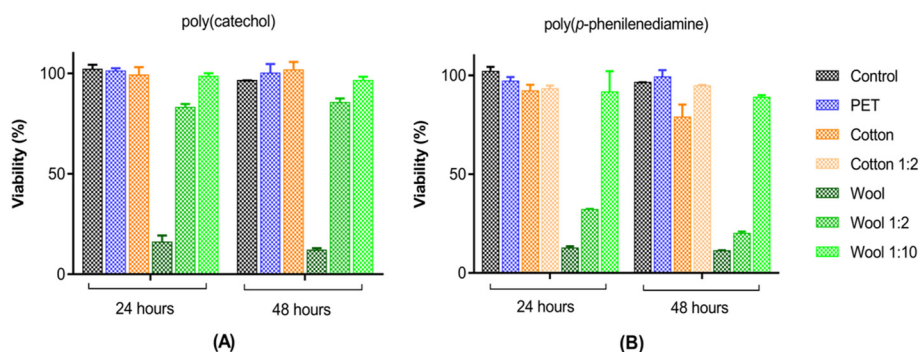 poly(catechol)
Viability (%)
100
50
0
24 hours
48 hours
(A)
poly(p-phenilenediamine)
Viability (%)
100
50
0
24 hours
48 hours
(B)
Control
PET
Cotton
Cotton 1:2
Wool
Wool 1:2
Wool 1:10